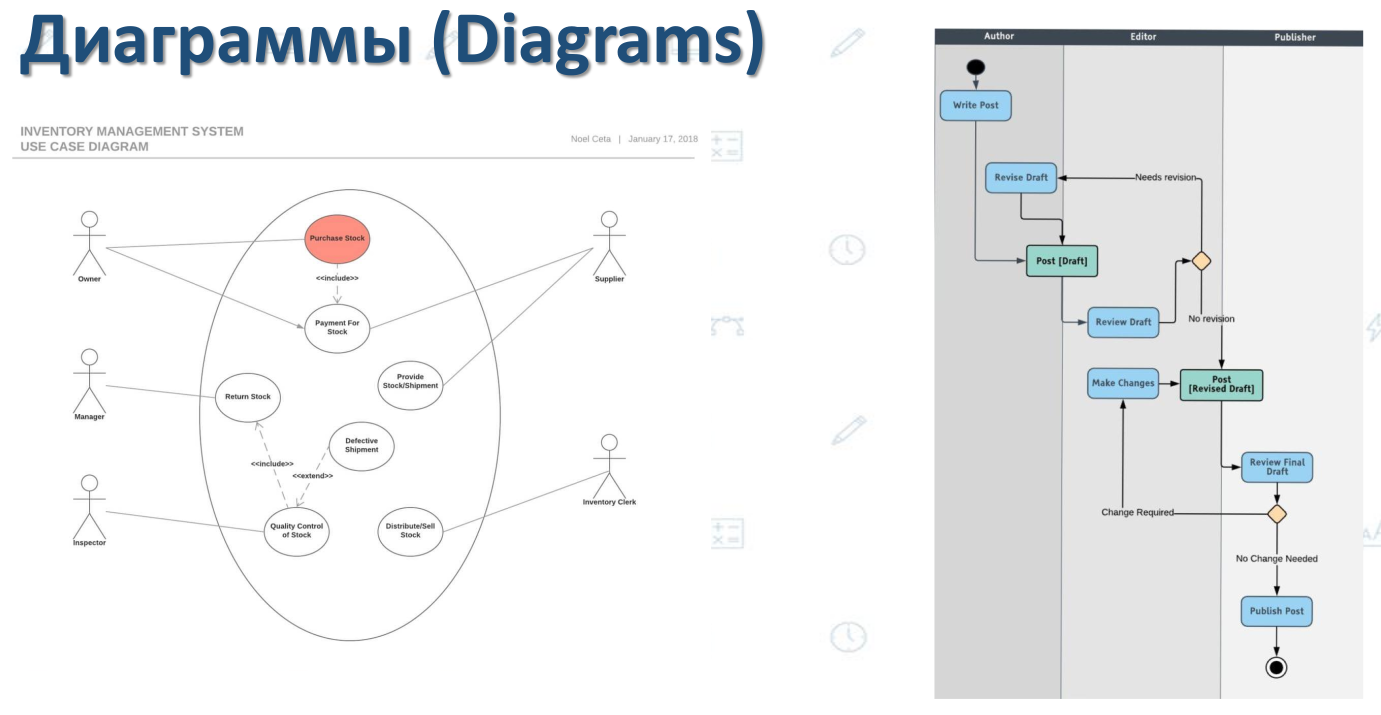 Диаграммы (Diagrams)
INVENTORY MANAGEMENT SYSTEM
USE CASE DIAGRAM
Noel Ceta | January 17, 2018
Purchase Stock
Owner
<<include>>
Supplier
Payment For
Stock
Provide
Stock/Shipment
Return Stock
Manager
Defective
Shipment
<<include>>
<<extend>>
Inventory Clerk
Quality Control
of Stock
Distribute/Sell
Stock
Inspector
Author
Editor
Publisher
Write Post
Revise Draft
Needs revision
Post [Draft]
Review Draft
No revision
Make Changes
Post
[Revised Draft]
Review Final
Draft
Change Required
No Change Needed
Publish Post